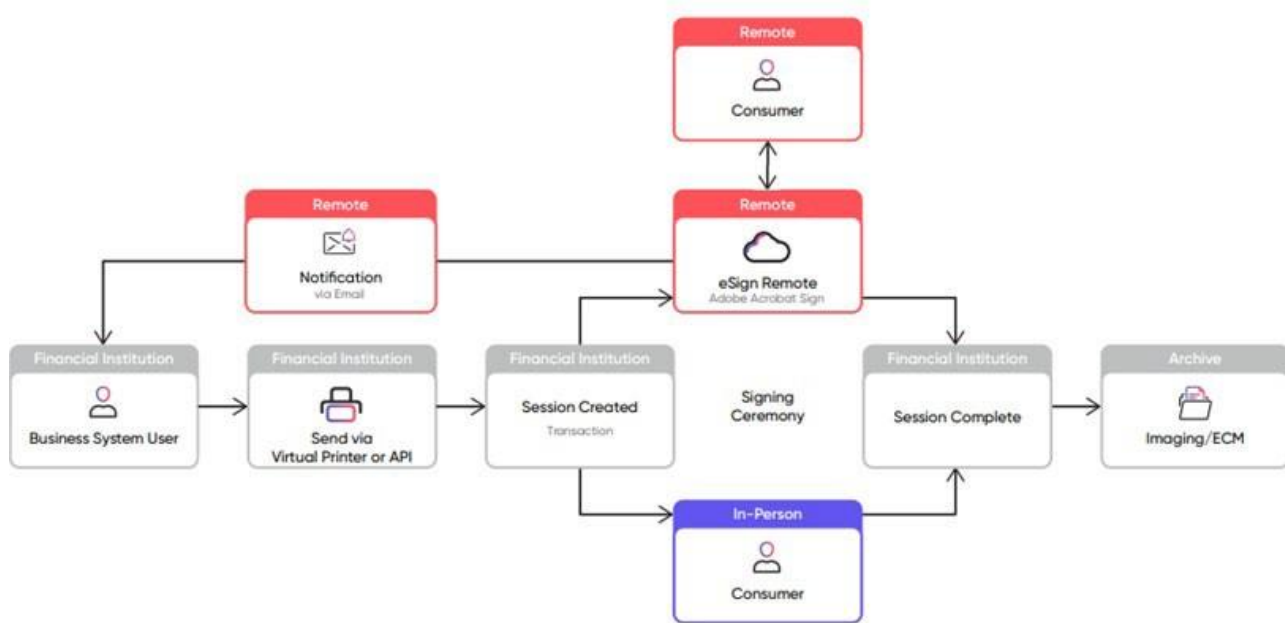 Remote
Consumer
Remote
Notification
via Email
Remote
eSign Remote
Adobe Acrobat Sign
Financial Institution
Business System User
Financial Institution
Send via
Virtual Printer or API
Financial Institution
Session Created
Transaction
Signing
Ceremony
Financial Institution
Session Complete
Archive
Imaging/ECM
In-Person
Consumer